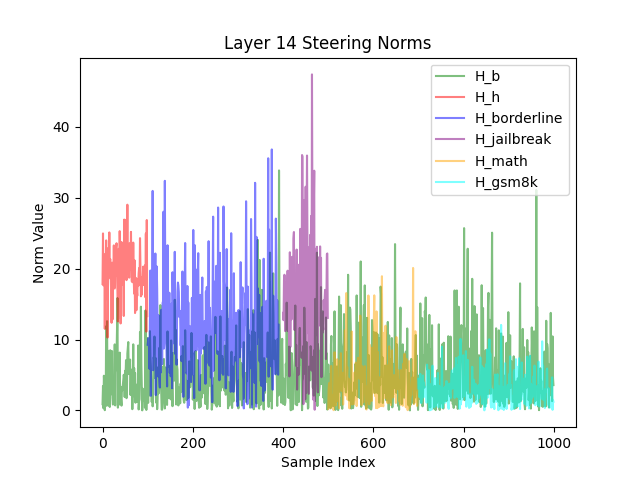 Layer 14 Steering Norms
H_b
H_h
H_borderline
H_jailbreak
H_math
H_gsm8k
Norm Value
40
30
20
10
0
0 200 400 600 800 1000
Sample Index